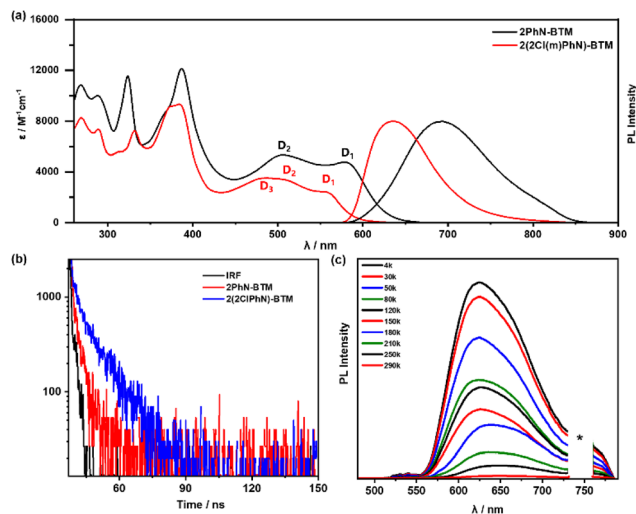 (a)
16000
12000
8000
4000
0
ε / M⁻¹cm⁻¹
2PhN-BTM
2(2Cl(m)PhN)-BTM
D₂
D₁
D₃
D₂
D₁
PL Intensity
300 400 500 600 700 800 900
λ / nm
(b)
1000
100
IRF
2PhN-BTM
2(2ClPhN)-BTM
60 90 120 150
Time / ns
(c)
PL Intensity
4k
30k
50k
80k
120k
150k
180k
210k
250k
290k
*
500 550 600 650 700 750
λ / nm